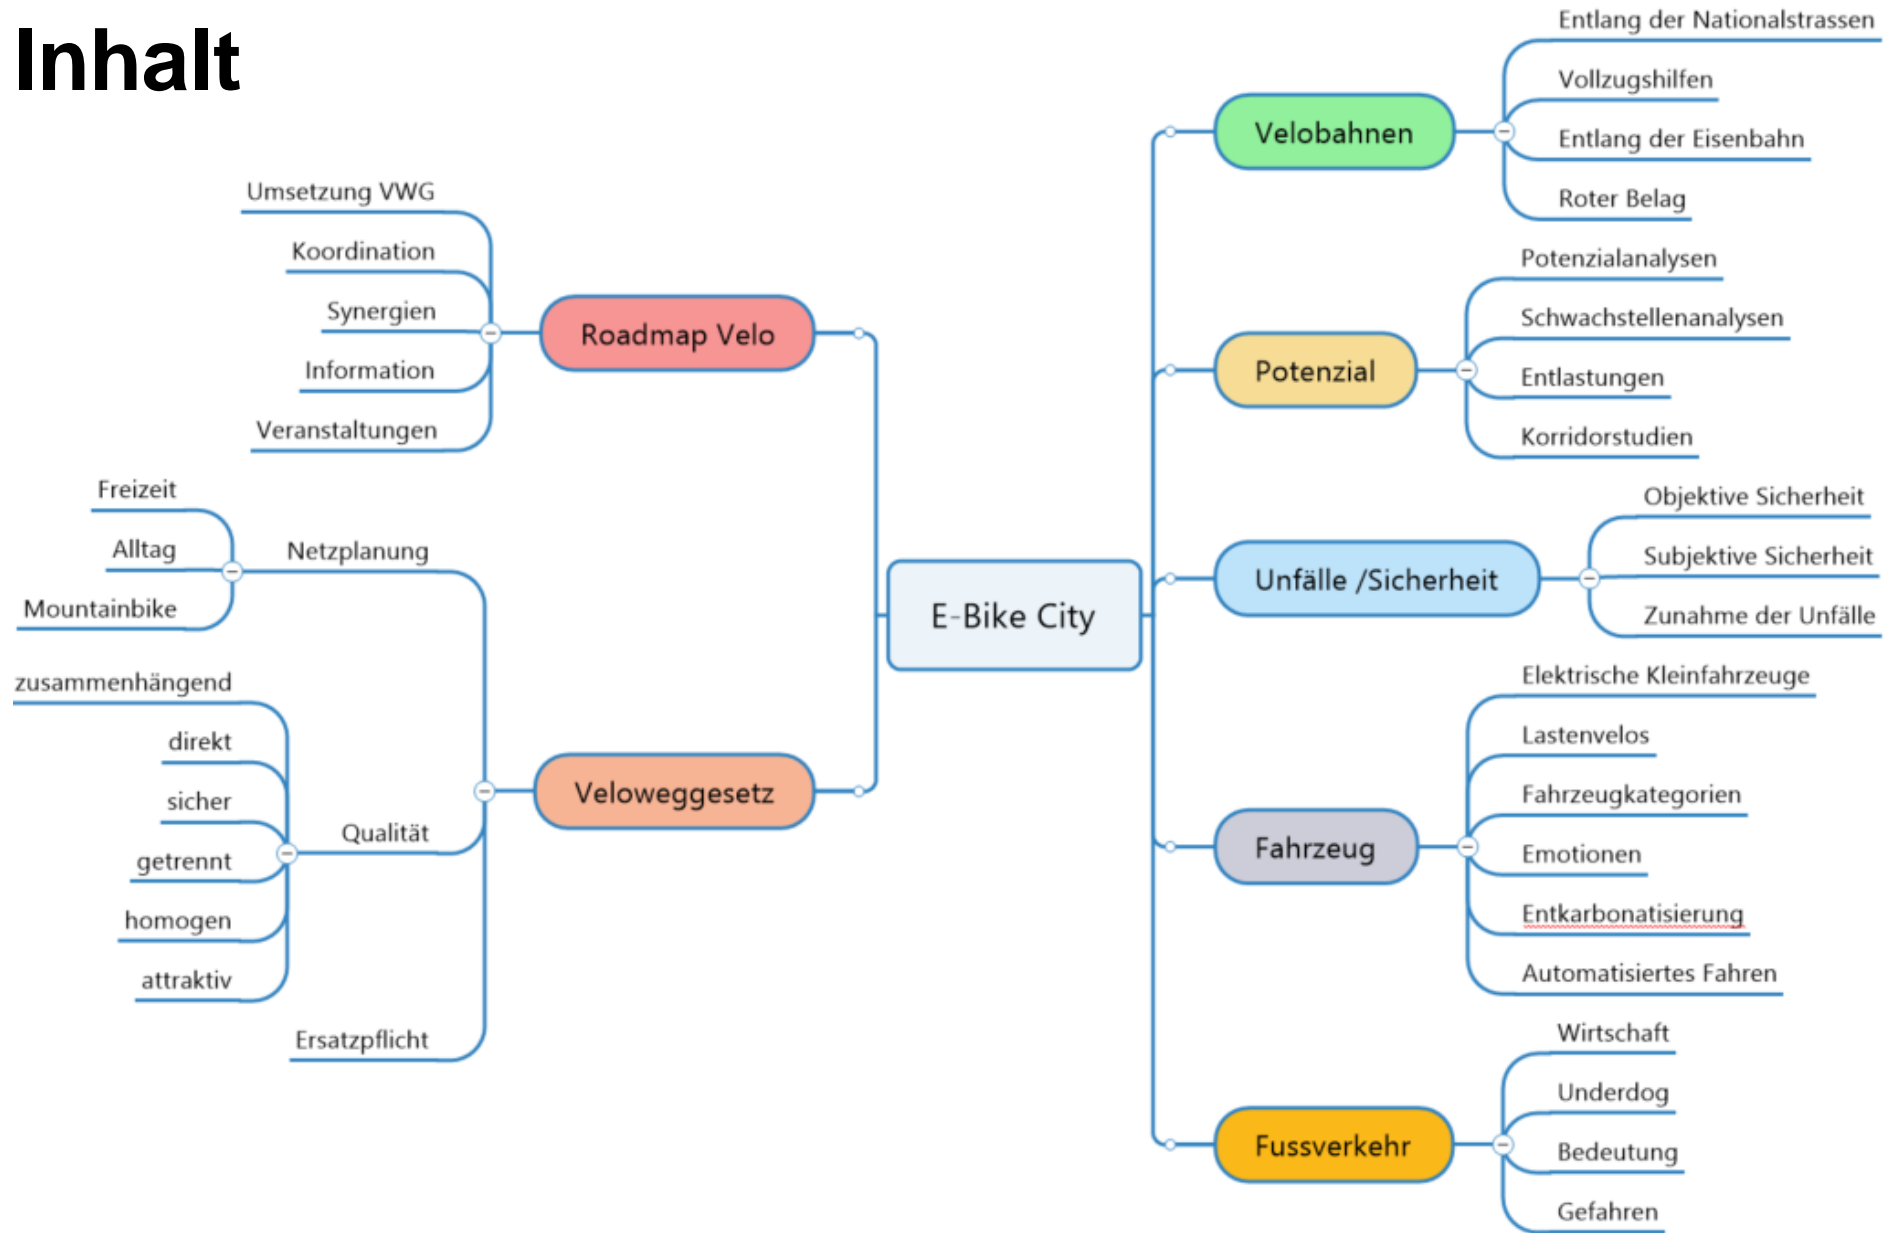 Inhalt
Umsetzung VWG
Koordination
Synergien
Information
Veranstaltungen
Roadmap Velo
Freizeit
Alltag
Mountainbike
Netzplanung
zusammenhängend
direkt
sicher
getrennt
homogen
attraktiv
Qualität
Ersatzpflicht
Veloweggesetz
E-Bike City
Velobahnen
Entlang der Nationalstrassen
Vollzugshilfen
Entlang der Eisenbahn
Roter Belag
Potenzial
Potenzialanalysen
Schwachstellenanalysen
Entlastungen
Korridorstudien
Unfälle /Sicherheit
Objektive Sicherheit
Subjektive Sicherheit
Zunahme der Unfälle
Fahrzeug
Elektrische Kleinfahrzeuge
Lastenvelos
Fahrzeugkategorien
Emotionen
Entkarbonatisierung
Automatisiertes Fahren
Fussverkehr
Wirtschaft
Underdog
Bedeutung
Gefahren